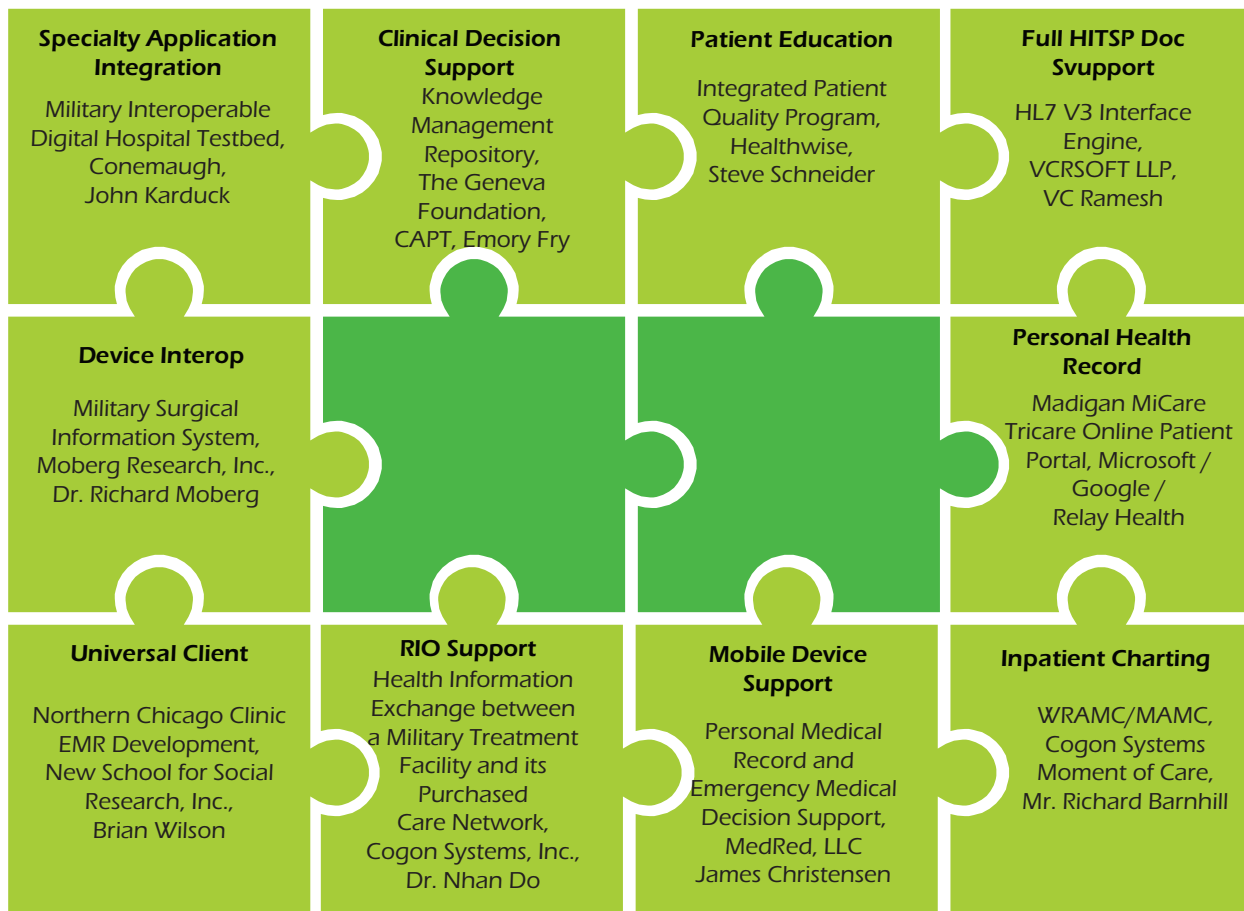 Specialty Application
Integration
Military Interoperable
Digital Hospital Testbed,
Conemaugh,
John Karduck
Clinical Decision
Support
Knowledge
Management
Repository,
The Geneva
Foundation,
CAPT, Emory Fry
Patient Education
Integrated Patient
Quality Program,
Healthwise,
Steve Schneider
Full HITSP Doc
Svupport
HL7 V3 Interface
Engine,
VCRSOFT LLP,
VC Ramesh
Device Interop
Military Surgical
Information System,
Moberg Research, Inc.,
Dr. Richard Moberg
Personal Health
Record
Madigan MiCare
Tricare Online Patient
Portal, Microsoft /
Google /
Relay Health
Universal Client
Northern Chicago Clinic
EMR Development,
New School for Social
Research, Inc.,
Brian Wilson
RIO Support
Health Information
Exchange between
a Military Treatment
Facility and its
Purchased
Care Network,
Cogon Systems, Inc.,
Dr. Nhan Do
Mobile Device
Support
Personal Medical
Record and
Emergency Medical
Decision Support,
MedRed, LLC
James Christensen
Inpatient Charting
WRAMC/MAMC,
Cogon Systems
Moment of Care,
Mr. Richard Barnhill